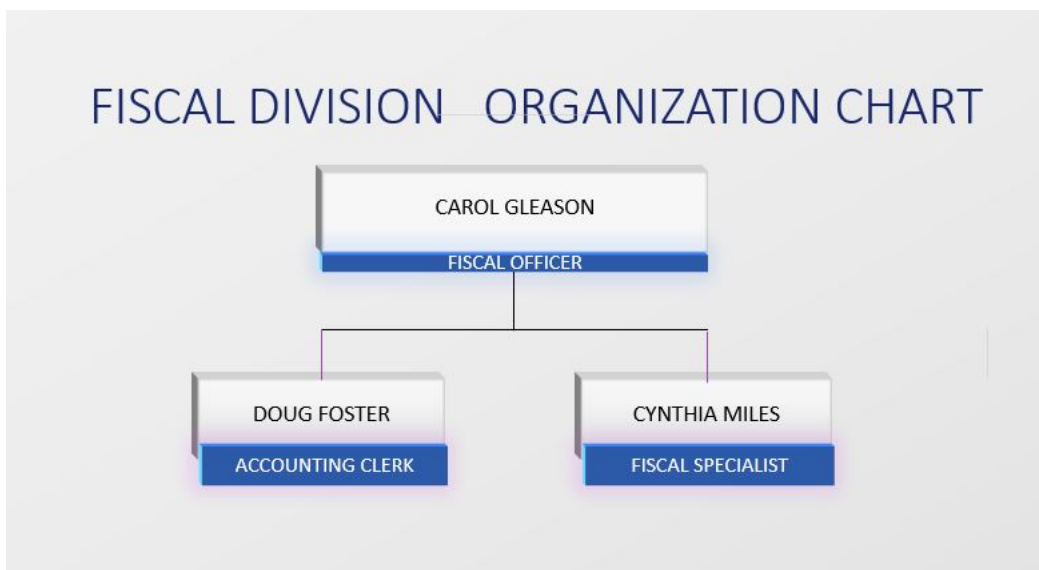 FISCAL DIVISION ORGANIZATION CHART
CAROL GLEASON
FISCAL OFFICER
DOUG FOSTER
ACCOUNTING CLERK
CYNTHIA MILES
FISCAL SPECIALIST